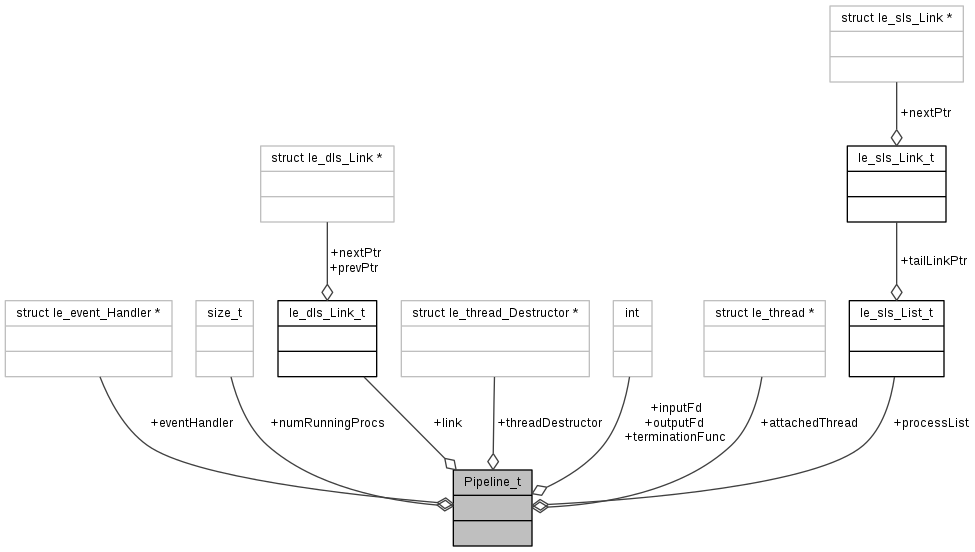 struct le_sls_Link *
+nextPtr
struct le_dls_Link *
le_sls_Link_t
+nextPtr
+prevPtr
+tailLinkPtr
struct le_event_Handler *
size_t
le_dls_Link_t
struct le_thread_Destructor *
int
struct le_thread *
le_sls_List_t
+eventHandler
+numRunningProcs
+link
+threadDestructor
+inputFd
+outputFd
+terminationFunc
+attachedThread
+processList
Pipeline_t